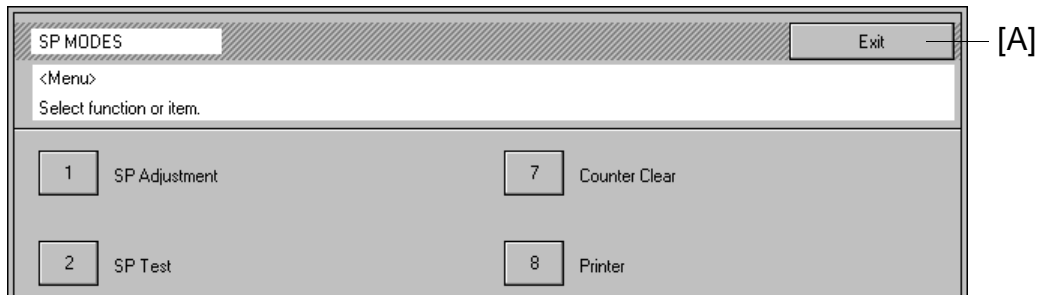 SP MODES
Exit
[A]
<Menu>
Select function or item.
1 SP Adjustment
7 Counter Clear
2 SP Test
8 Printer